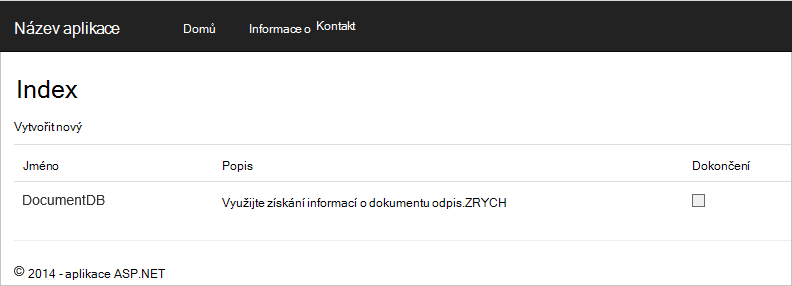 Název aplikace Domů Informace o Kontakt
Index
Vytvořit nový
Jméno Popis Dokončení
DocumentDB Využijte získání informací o dokumentu odpis.ZRYCH
© 2014 - aplikace ASP.NET